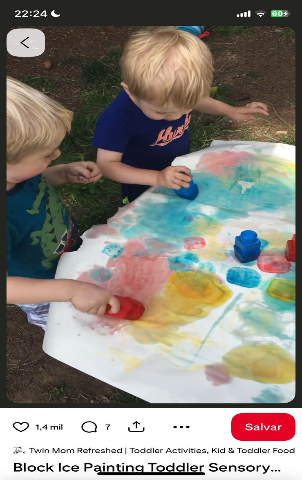 22:24
60+
1,4 mil
7
Salvar
Twin Mom Refreshed | Toddler Activities, Kid & Toddler Food
Block Ice Painting Toddler Sensory...